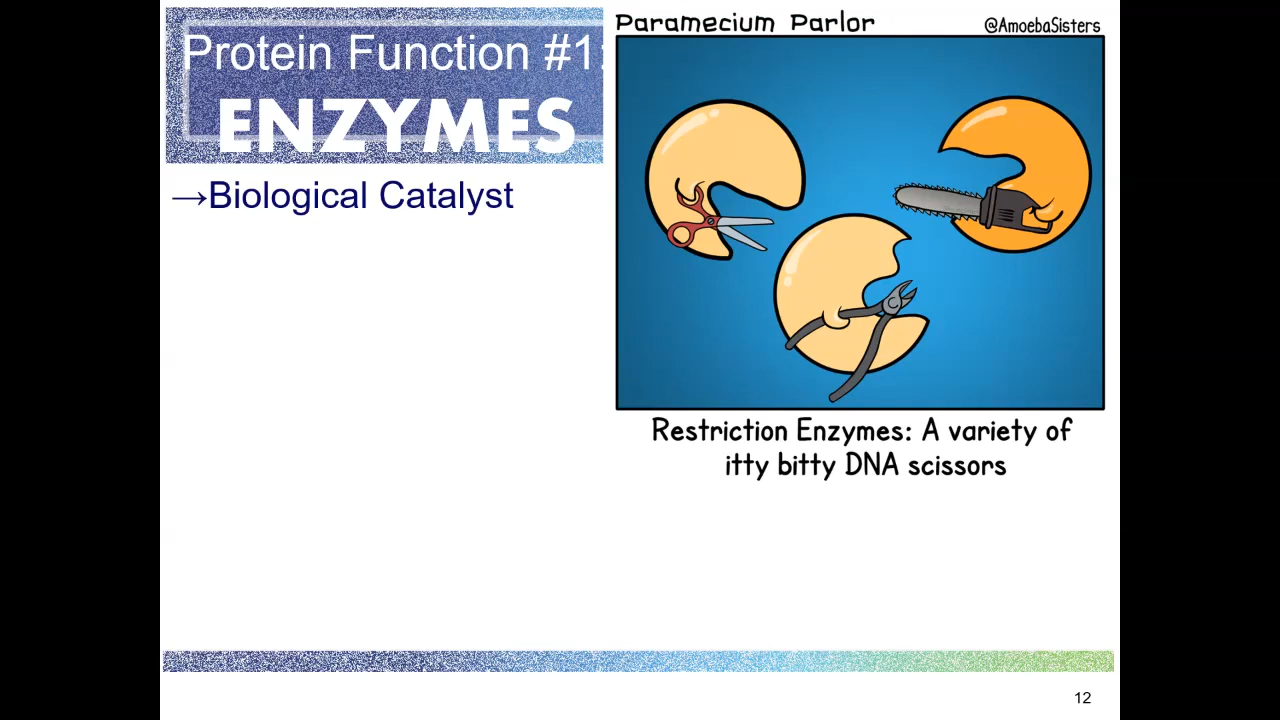 Protein Function #1:
ENZYMES
→Biological Catalyst
Paramecium Parlor
@AmoebaSisters
Restriction Enzymes: A variety of
itty bitty DNA scissors
12